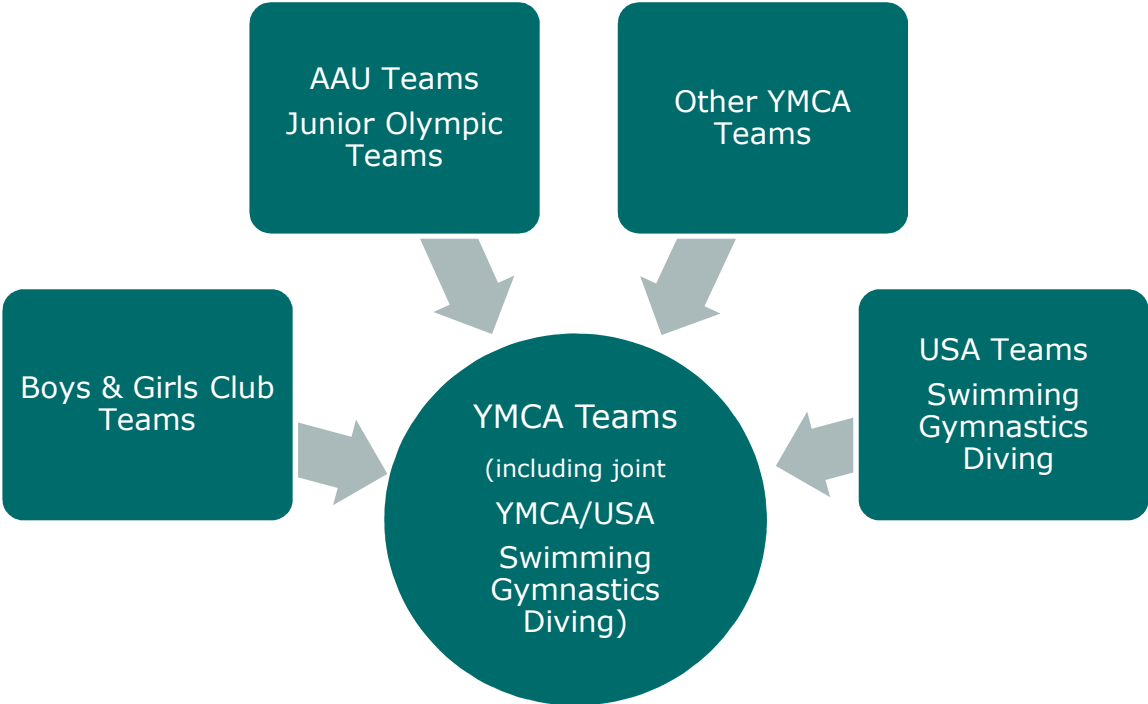 AAU Teams
Junior Olympic
Teams
Other YMCA
Teams
Boys & Girls Club
Teams
USA Teams
Swimming
Gymnastics
Diving
YMCA Teams
(including joint
YMCA/USA
Swimming
Gymnastics
Diving)